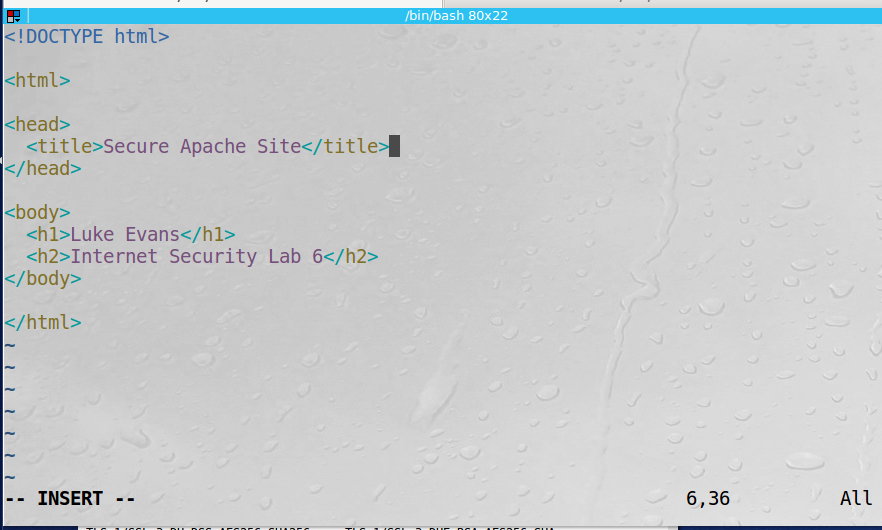 /bin/bash 80x22
<!DOCTYPE html>
<html>
<head>
<title>Secure Apache Site</title>
</head>
<body>
<h1>Luke Evans</h1>
<h2>Internet Security Lab 6</h2>
</body>
</html>
~
~
~
~
~
~
~
-- INSERT -- 6,36 All